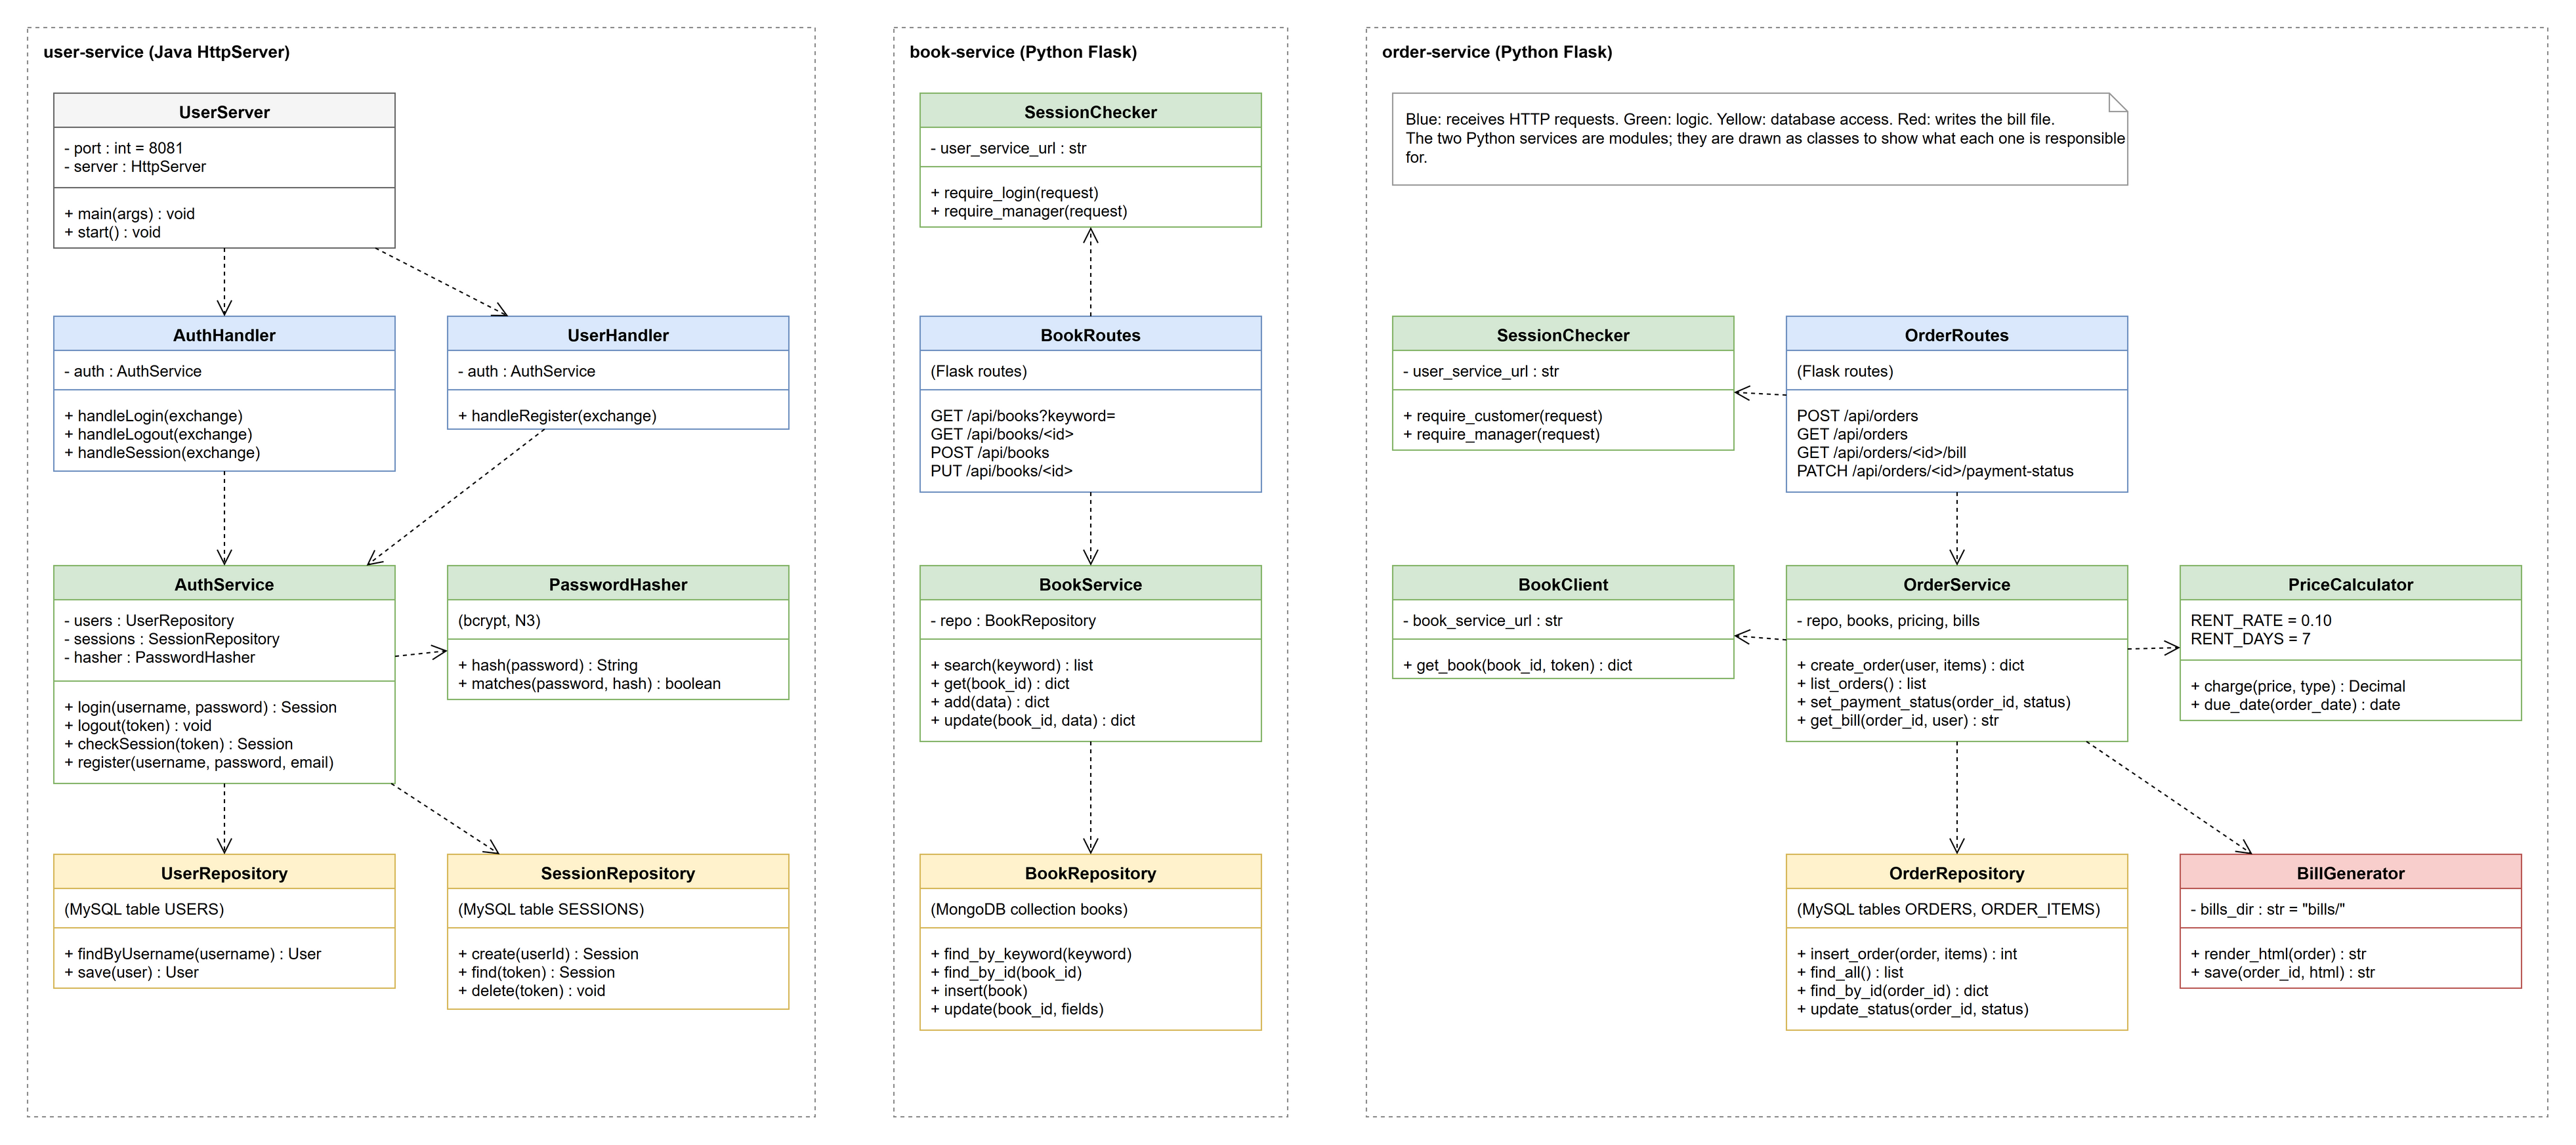 user-service (Java HttpServer)
UserServer
- port : int = 8081
- server : HttpServer
+ main(args) : void
+ start() : void
AuthHandler
- auth : AuthService
+ handleLogin(exchange)
+ handleLogout(exchange)
+ handleSession(exchange)
UserHandler
- auth : AuthService
+ handleRegister(exchange)
AuthService
- users : UserRepository
- sessions : SessionRepository
- hasher : PasswordHasher
+ login(username, password) : Session
+ logout(token) : void
+ checkSession(token) : Session
+ register(username, password, email)
PasswordHasher
(bcrypt, N3)
+ hash(password) : String
+ matches(password, hash) : boolean
UserRepository
(MySQL table USERS)
+ findByUsername(username) : User
+ save(user) : User
SessionRepository
(MySQL table SESSIONS)
+ create(userId) : Session
+ find(token) : Session
+ delete(token) : void
book-service (Python Flask)
SessionChecker
- user_service_url : str
+ require_login(request)
+ require_manager(request)
BookRoutes
(Flask routes)
GET /api/books?keyword=
GET /api/books/<id>
POST /api/books
PUT /api/books/<id>
BookService
- repo : BookRepository
+ search(keyword) : list
+ get(book_id) : dict
+ add(data) : dict
+ update(book_id, data) : dict
BookRepository
(MongoDB collection books)
+ find_by_keyword(keyword)
+ find_by_id(book_id)
+ insert(book)
+ update(book_id, fields)
order-service (Python Flask)
Blue: receives HTTP requests. Green: logic. Yellow: database access. Red: writes the bill file.
The two Python services are modules; they are drawn as classes to show what each one is responsible
for.
SessionChecker
- user_service_url : str
+ require_customer(request)
+ require_manager(request)
OrderRoutes
(Flask routes)
POST /api/orders
GET /api/orders
GET /api/orders/<id>/bill
PATCH /api/orders/<id>/payment-status
BookClient
- book_service_url : str
+ get_book(book_id, token) : dict
OrderService
- repo, books, pricing, bills
+ create_order(user, items) : dict
+ list_orders() : list
+ set_payment_status(order_id, status)
+ get_bill(order_id, user) : str
PriceCalculator
RENT_RATE = 0.10
RENT_DAYS = 7
+ charge(price, type) : Decimal
+ due_date(order_date) : date
OrderRepository
(MySQL tables ORDERS, ORDER_ITEMS)
+ insert_order(order, items) : int
+ find_all() : list
+ find_by_id(order_id) : dict
+ update_status(order_id, status)
BillGenerator
- bills_dir : str = "bills/"
+ render_html(order) : str
+ save(order_id, html) : str